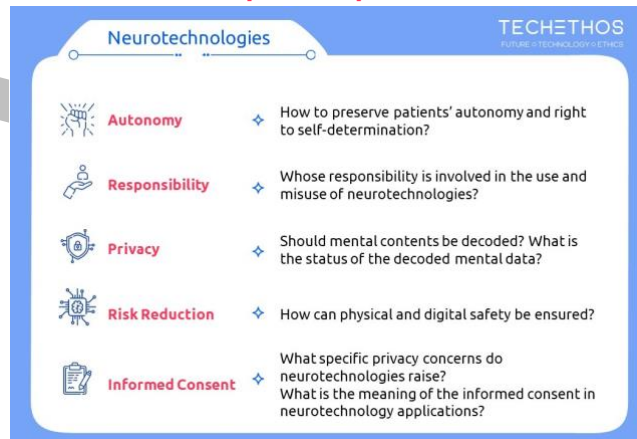 Neurotechnologies
TECHETHOS
FUTURE TECHNOLOGY ETHICS
Autonomy
How to preserve patients’ autonomy and right
to self-determination?
Responsibility
Whose responsibility is involved in the use and
misuse of neurotechnologies?
Privacy
Should mental contents be decoded? What is
the status of the decoded mental data?
Risk Reduction
How can physical and digital safety be ensured?
Informed Consent
What specific privacy concerns do
neurotechnologies raise?
What is the meaning of the informed consent in
neurotechnology applications?